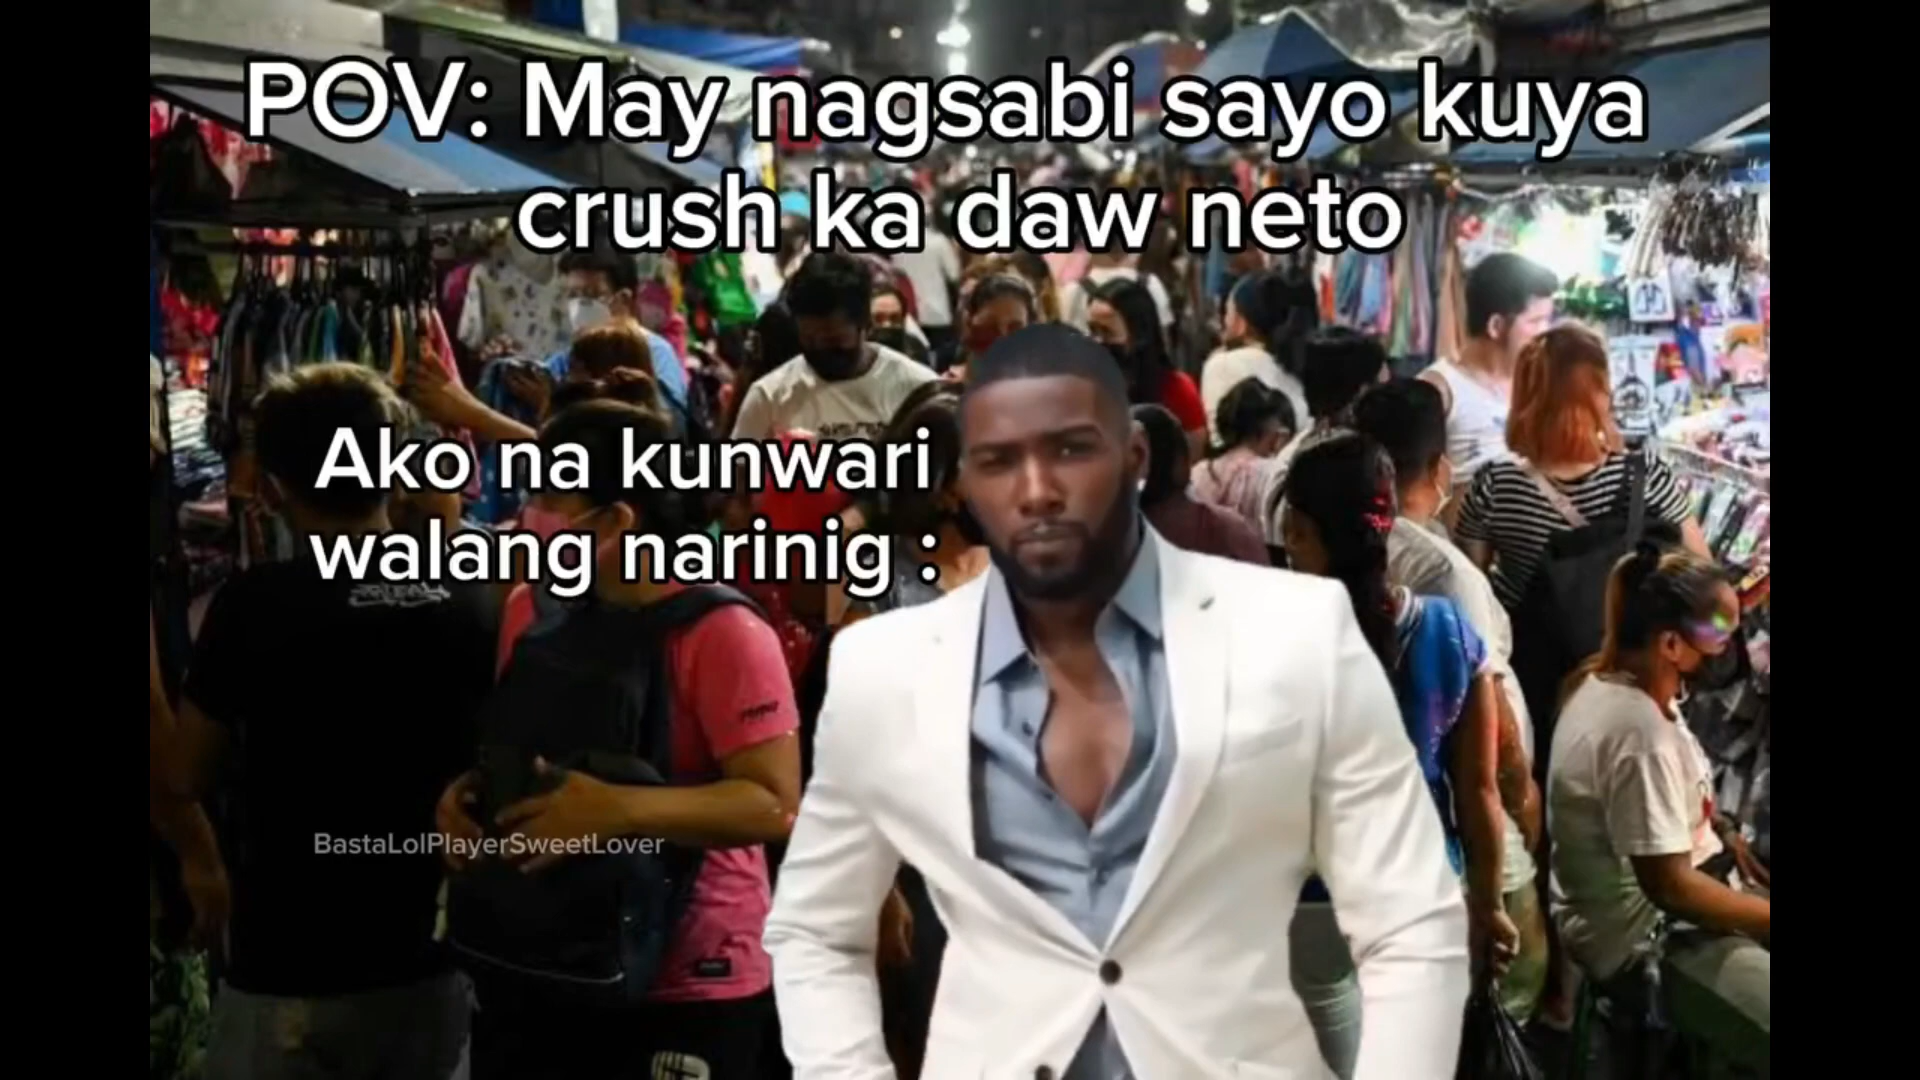 POV: May nagsabi sayo kuya
crush ka daw neto
Ako na kunwari
walang narinig :
BastaLolPlayerSweetLover